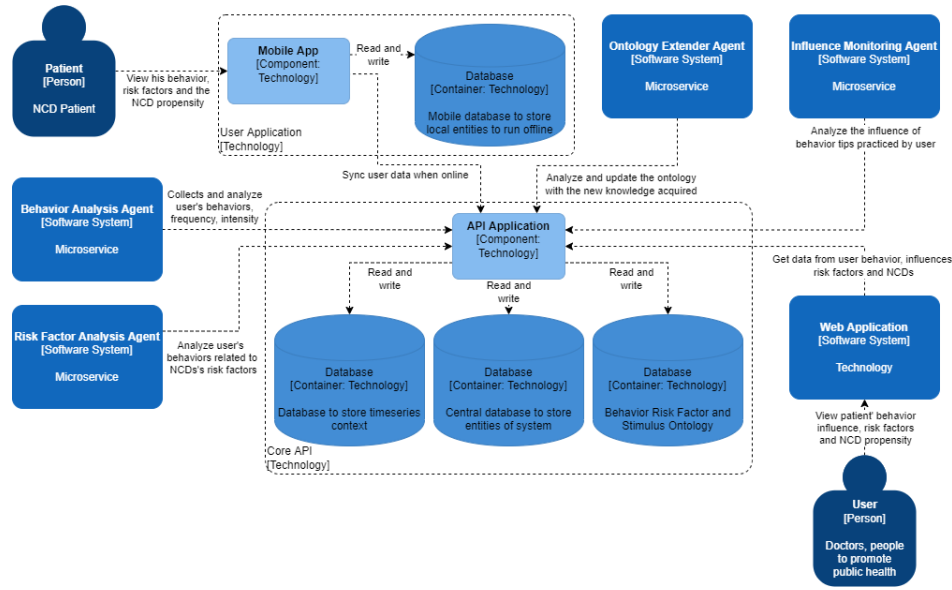 Patient
[Person]
NCD Patient
View his behavior,
risk factors and the
NCD propensity
Mobile App
[Component:
Technology]
Read and
write
Database
[Container: Technology]
Mobile database to store
local entities to run offline
User Application
[Technology]
Ontology Extender Agent
[Software System]
Microservice
Influence Monitoring Agent
[Software System]
Microservice
Analyze the influence of
behavior tips practiced by user
Sync user data when online
Analyze and update the ontology
with the new knowledge acquired
Behavior Analysis Agent
[Software System]
Microservice
Collects and analyze
user's behaviors,
frequency, intensity
API Application
[Component:
Technology]
Get data from user behavior, influences
risk factors and NCDs
Read and
write
Read and
write
Read and
write
Risk Factor Analysis Agent
[Software System]
Microservice
Analyze user's
behaviors related to
NCDs's risk factors
Database
[Container: Technology]
Database to store timeseries
context
Database
[Container: Technology]
Central database to store
entities of system
Database
[Container: Technology]
Behavior Risk Factor and
Stimulus Ontology
Core API
[Technology]
Web Application
[Software System]
Technology
View patient' behavior
influence, risk factors
and NCD propensity
User
[Person]
Doctors, people
to promote
public health